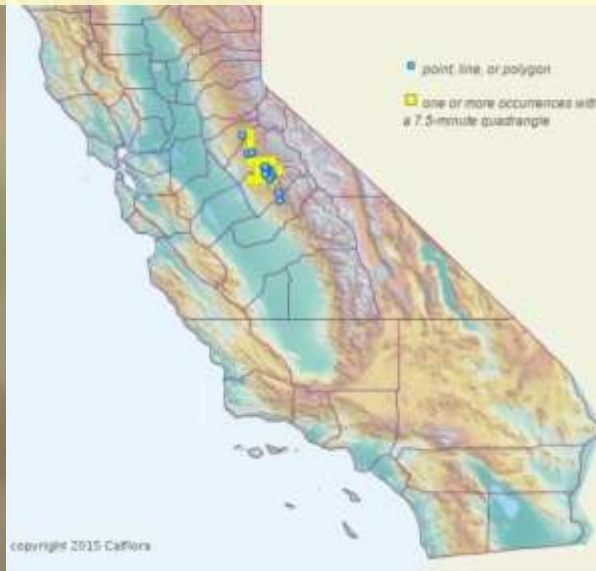 point, line, or polygon
one or more occurrences with
a 7.5-minute quadrangle
copyright 2015 Calflora